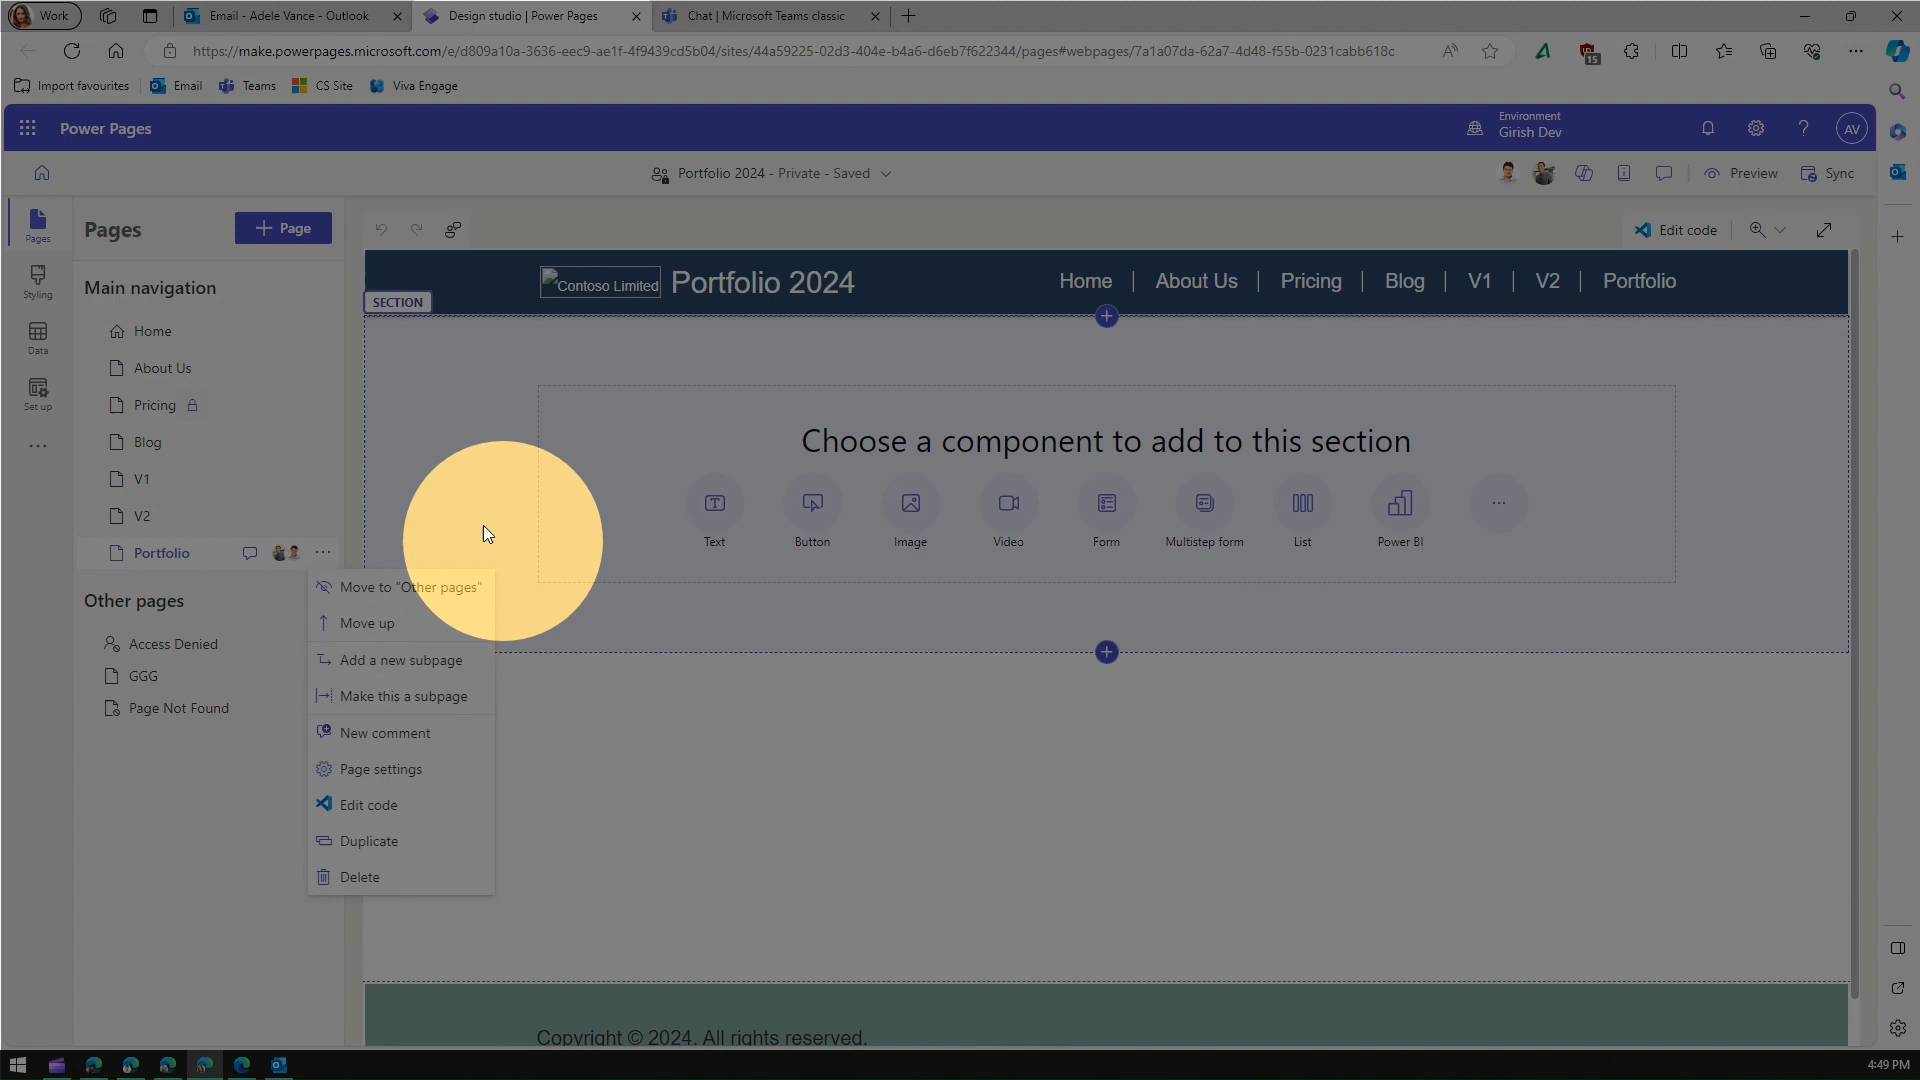 Work
Email - Adele Vance - Outlook
Design studio | Power Pages
Chat | Microsoft Teams classic
https://make.powerpages.microsoft.com/e/d809a10a-3636-eec9-ae1f-4f9439cd5b04/sites/44a59225-02d3-404e-b4a6-d6eb7f622344/pages#webpages/7a1a07da-62a7-4d48-f55b-0231cabb618c
15
Import favourites
Email
Teams
CS Site
Viva Engage
Power Pages
Environment
Girish Dev
AV
Portfolio 2024 - Private - Saved
Preview
Sync
Pages
Styling
Data
Set up
Pages
+ Page
Main navigation
Home
About Us
Pricing
Blog
V1
V2
Portfolio
Other pages
Access Denied
GGG
Page Not Found
Move to "Other pages"
Move up
Add a new subpage
Make this a subpage
New comment
Page settings
Edit code
Duplicate
Delete
Edit code
Contoso Limited
Portfolio 2024
Home | About Us | Pricing | Blog | V1 | V2 | Portfolio
SECTION
Choose a component to add to this section
Text
Button
Image
Video
Form
Multistep form
List
Power BI
Copyright © 2024. All rights reserved.
4:49 PM